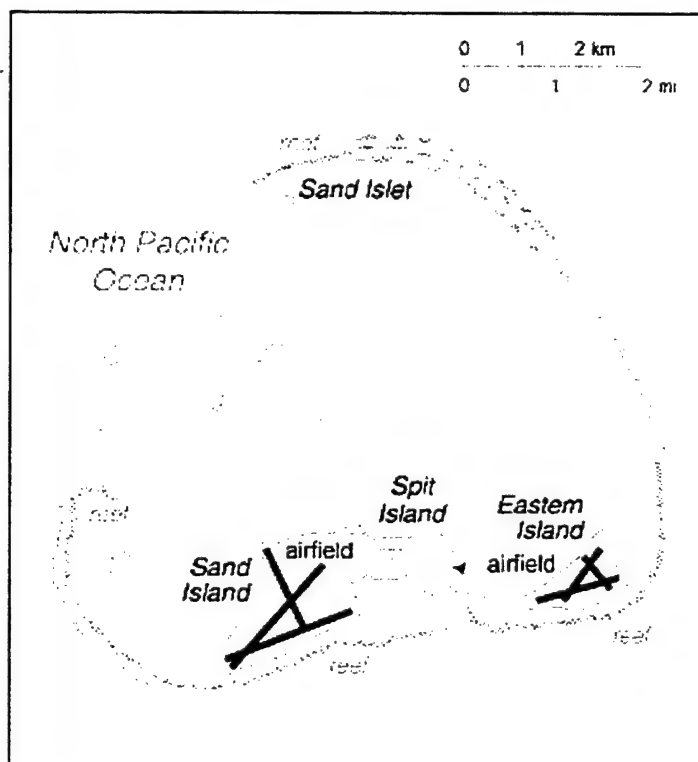 0 1 2 km
0 1 2 mi
reef
Sand Islet
North Pacific
Ocean
reef
Spit
Island
Eastern
Island
airfield
airfield
Sand
Island
reef
reef